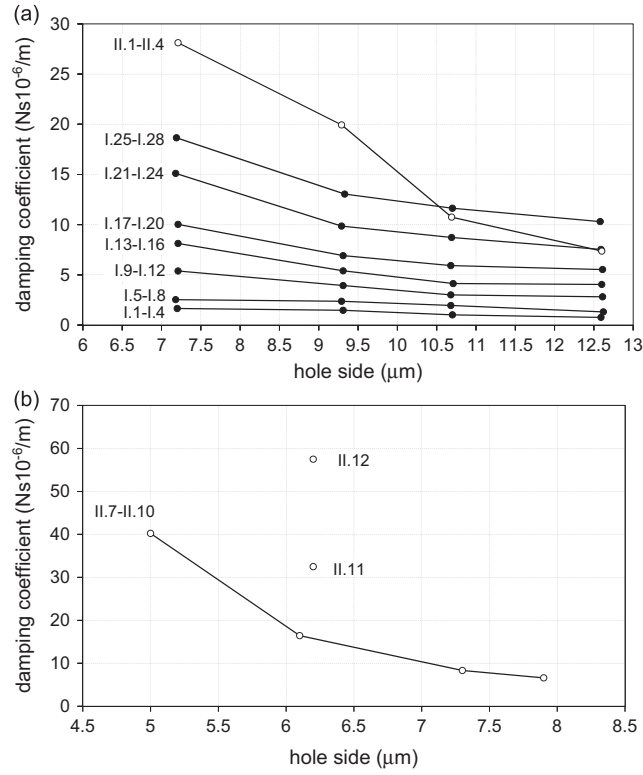 (a)
damping coefficient (Ns10⁻⁶/m)
30
25
20
15
10
5
0
II.1-II.4
I.25-I.28
I.21-I.24
I.17-I.20
I.13-I.16
I.9-I.12
I.5-I.8
I.1-I.4
6 6.5 7 7.5 8 8.5 9 9.5 10 10.5 11 11.5 12 12.5 13
hole side (μm)
(b)
damping coefficient (Ns10⁻⁶/m)
70
60
50
40
30
20
10
0
II.12
II.7-II.10
II.11
4.5 5 5.5 6 6.5 7 7.5 8 8.5
hole side (μm)